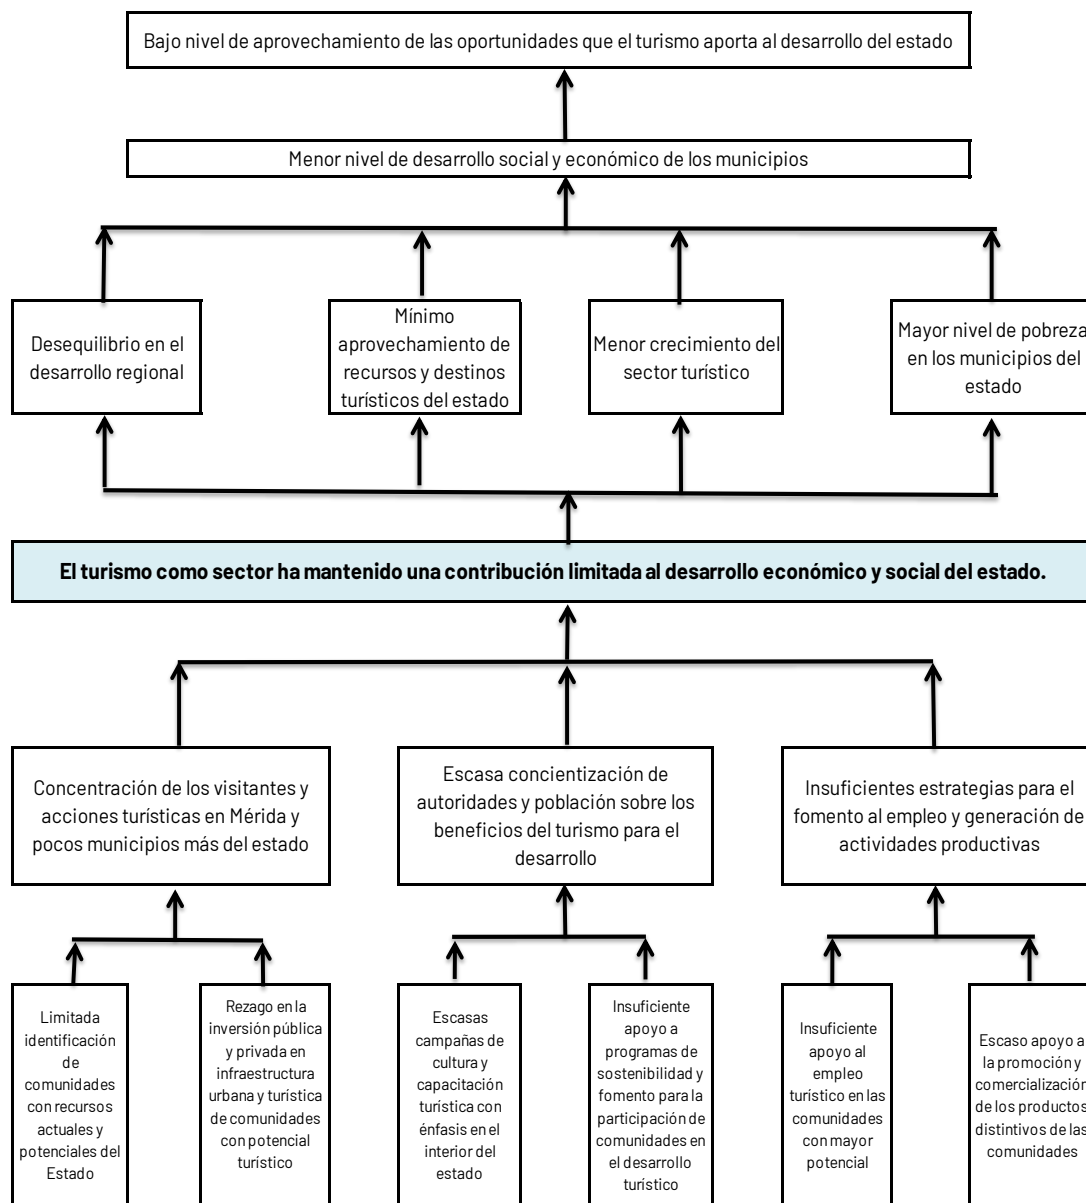 Bajo nivel de aprovechamiento de las oportunidades que el turismo aporta al desarrollo del estado
Menor nivel de desarrollo social y económico de los municipios
Desequilibrio en el
desarrollo regional
Mínimo
aprovechamiento de
recursos y destinos
turísticos del estado
Menor crecimiento del
sector turístico
Mayor nivel de pobreza
en los municipios del
estado
El turismo como sector ha mantenido una contribución limitada al desarrollo económico y social del estado.
Concentración de los visitantes y
acciones turísticas en Mérida y
pocos municipios más del estado
Escasa concientización de
autoridades y población sobre los
beneficios del turismo para el
desarrollo
Insuficientes estrategias para el
fomento al empleo y generación de
actividades productivas
Limitada
identificación
de
comunidades
con recursos
actuales y
potenciales del
Estado
Rezago en la
inversión pública
y privada en
infraestructura
urbana y turística
de comunidades
con potencial
turístico
Escasas
campañas de
cultura y
capacitación
turística con
énfasis en el
interior del
estado
Insuficiente
apoyo a
programas de
sostenibilidad y
fomento para la
participación de
comunidades en
el desarrollo
turístico
Insuficiente
apoyo al
empleo
turístico en las
comunidades
con mayor
potencial
Escaso apoyo a
la promoción y
comercialización
de los productos
distintivos de las
comunidades